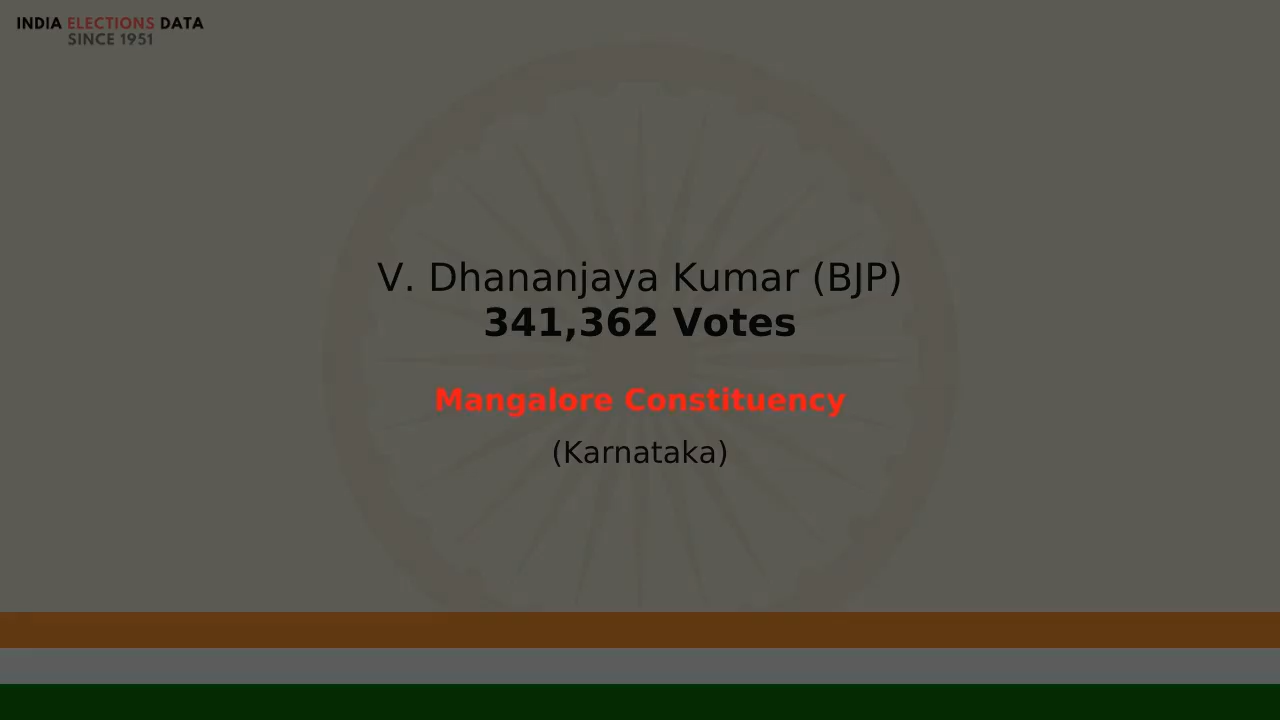 INDIA ELECTIONS DATA
SINCE 1951
V. Dhananjaya Kumar (BJP)
341,362 Votes
Mangalore Constituency
(Karnataka)